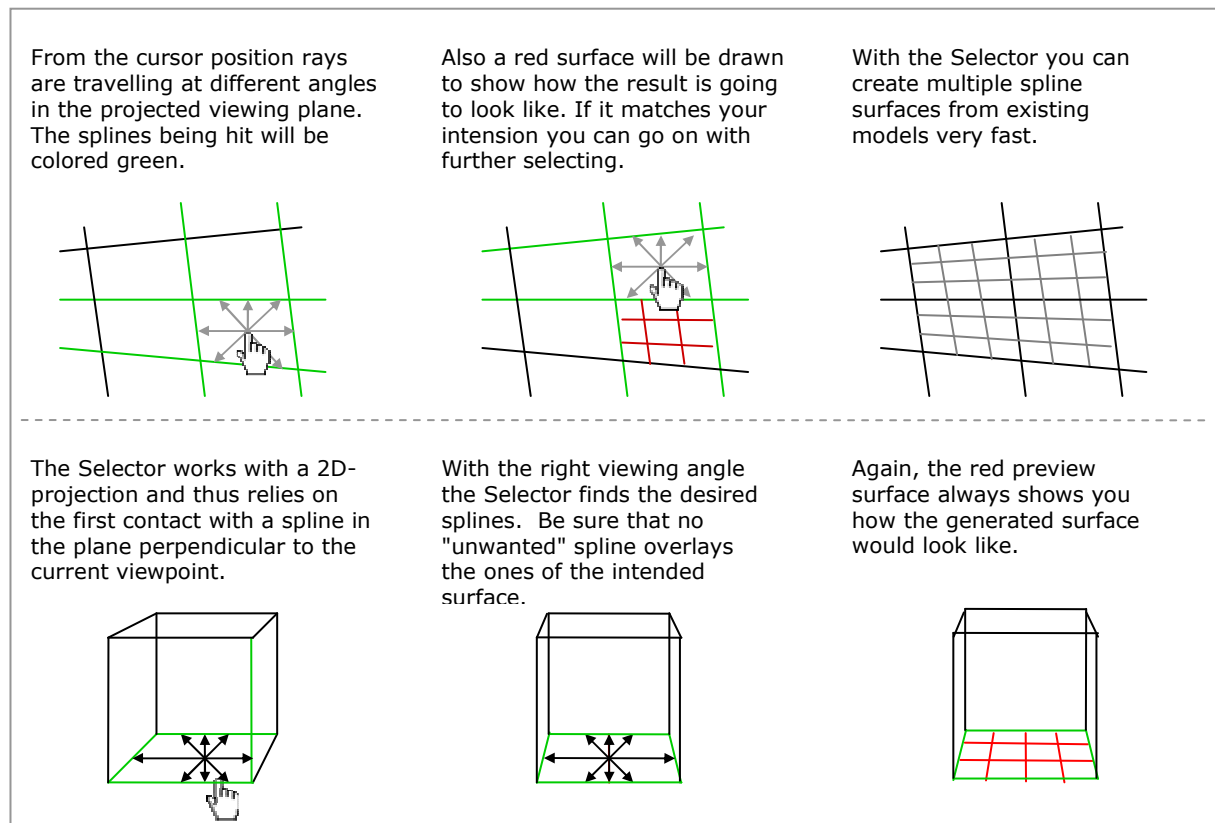 From the cursor position rays
are travelling at different angles
in the projected viewing plane.
The splines being hit will be
colored green.
Also a red surface will be drawn
to show how the result is going
to look like. If it matches your
intension you can go on with
further selecting.
With the Selector you can
create multiple spline
surfaces from existing
models very fast.
The Selector works with a 2D-
projection and thus relies on
the first contact with a spline in
the plane perpendicular to the
current viewpoint.
With the right viewing angle
the Selector finds the desired
splines.  Be sure that no
"unwanted" spline overlays
the ones of the intended
surface.
Again, the red preview
surface always shows you
how the generated surface
would look like.